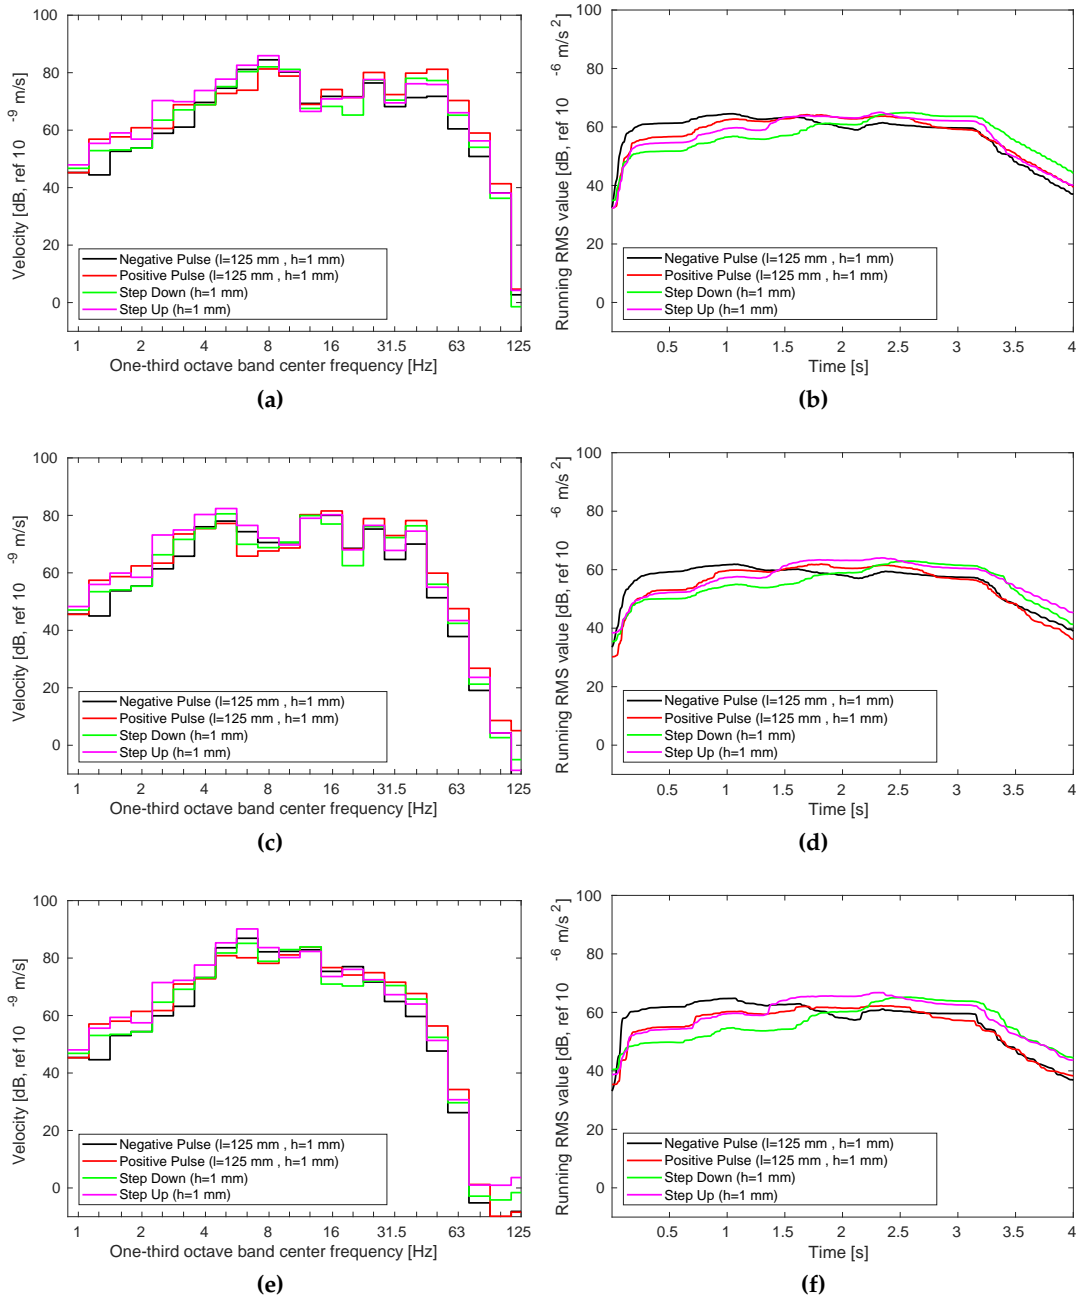 100
80
60
40
20
0
Velocity [dB, ref 10 -9 m/s]
Negative Pulse (l=125 mm , h=1 mm)
Positive Pulse (l=125 mm, h=1 mm)
Step Down (h=1 mm)
Step Up (h=1 mm)
1 2 4 8 16 31.5 63 125
One-third octave band center frequency [Hz]
(a)
100
80
60
40
20
0
Running RMS value [dB, ref 10 -6 m/s 2]
Negative Pulse (l=125 mm , h=1 mm)
Positive Pulse (l=125 mm, h=1 mm)
Step Down (h=1 mm)
Step Up (h=1 mm)
0.5 1 1.5 2 2.5 3 3.5 4
Time [s]
(b)
100
80
60
40
20
0
Velocity [dB, ref 10 -9 m/s]
Negative Pulse (l=125 mm , h=1 mm)
Positive Pulse (l=125 mm , h=1 mm)
Step Down (h=1 mm)
Step Up (h=1 mm)
1 2 4 8 16 31.5 63 125
One-third octave band center frequency [Hz]
(c)
100
80
60
40
20
0
Running RMS value [dB, ref 10 -6 m/s 2]
Negative Pulse (l=125 mm , h=1 mm)
Positive Pulse (l=125 mm , h=1 mm)
Step Down (h=1 mm)
Step Up (h=1 mm)
0.5 1 1.5 2 2.5 3 3.5 4
Time [s]
(d)
100
80
60
40
20
0
Velocity [dB, ref 10 -9 m/s]
Negative Pulse (l=125 mm , h=1 mm)
Positive Pulse (l=125 mm , h=1 mm)
Step Down (h=1 mm)
Step Up (h=1 mm)
1 2 4 8 16 31.5 63 125
One-third octave band center frequency [Hz]
(e)
100
80
60
40
20
0
Running RMS value [dB, ref 10 -6 m/s 2]
Negative Pulse (l=125 mm , h=1 mm)
Positive Pulse (l=125 mm , h=1 mm)
Step Down (h=1 mm)
Step Up (h=1 mm)
0.5 1 1.5 2 2.5 3 3.5 4
Time [s]
(f)